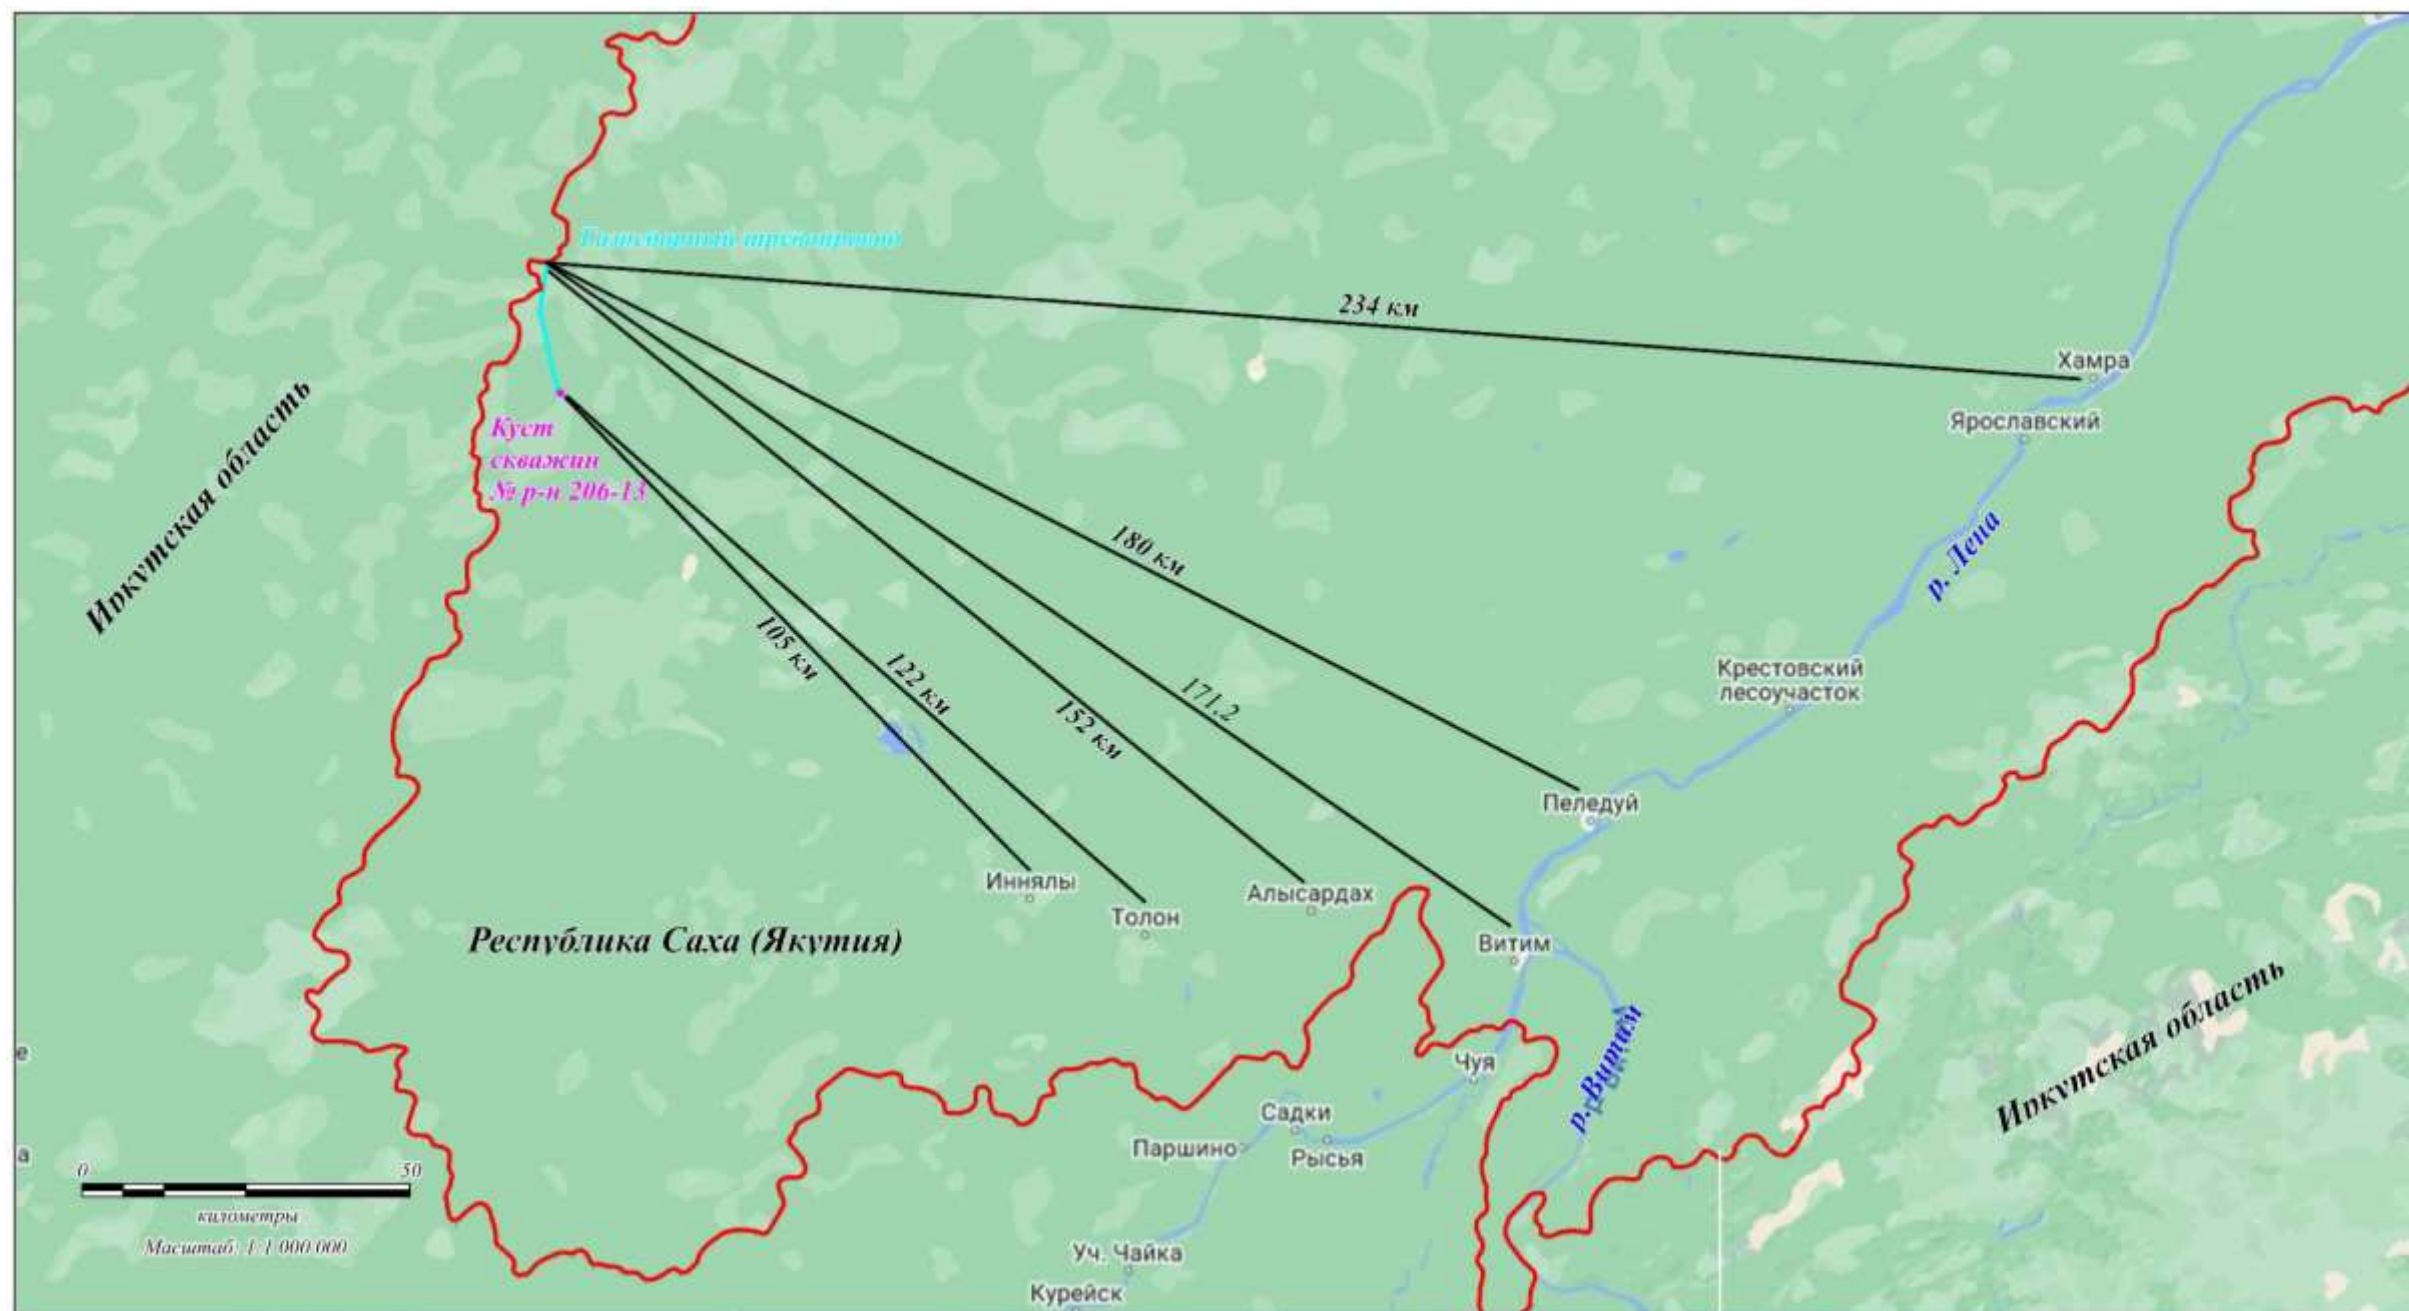 Газосборный трубопровод
234 км
Хамра
Ярославский
Куст
скважин
№ р-н 206-13
Иркутская область
180 км
р. Лена
105 км
122 км
Крестовский
лесоучасток
171.2
152 км
Пеледуй
Иннялы
Алысардах
Толон
Витим
Республика Саха (Якутия)
Иркутская область
р. Витим
е
Чуя
Садки
Паршино
Рысья
а
0 50
километры
Масштаб: 1:1 000 000
Уч. Чайка
Курейск